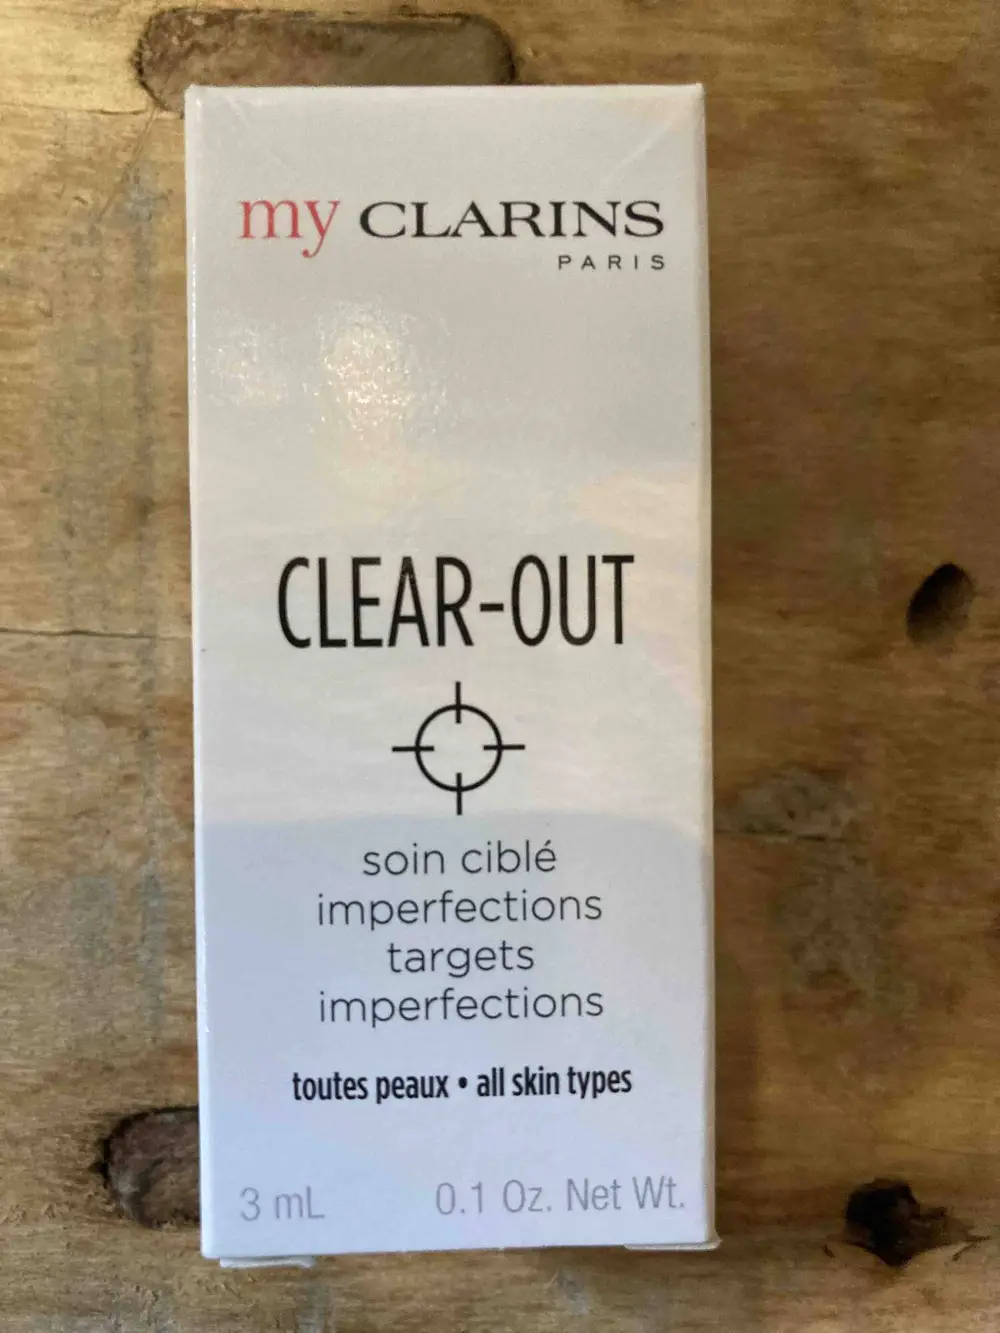 my CLARINS
PARIS
CLEAR-OUT
soin ciblé
imperfections
targets
imperfections
toutes peaux • all skin types
3 mL 0.1 Oz. Net Wt.